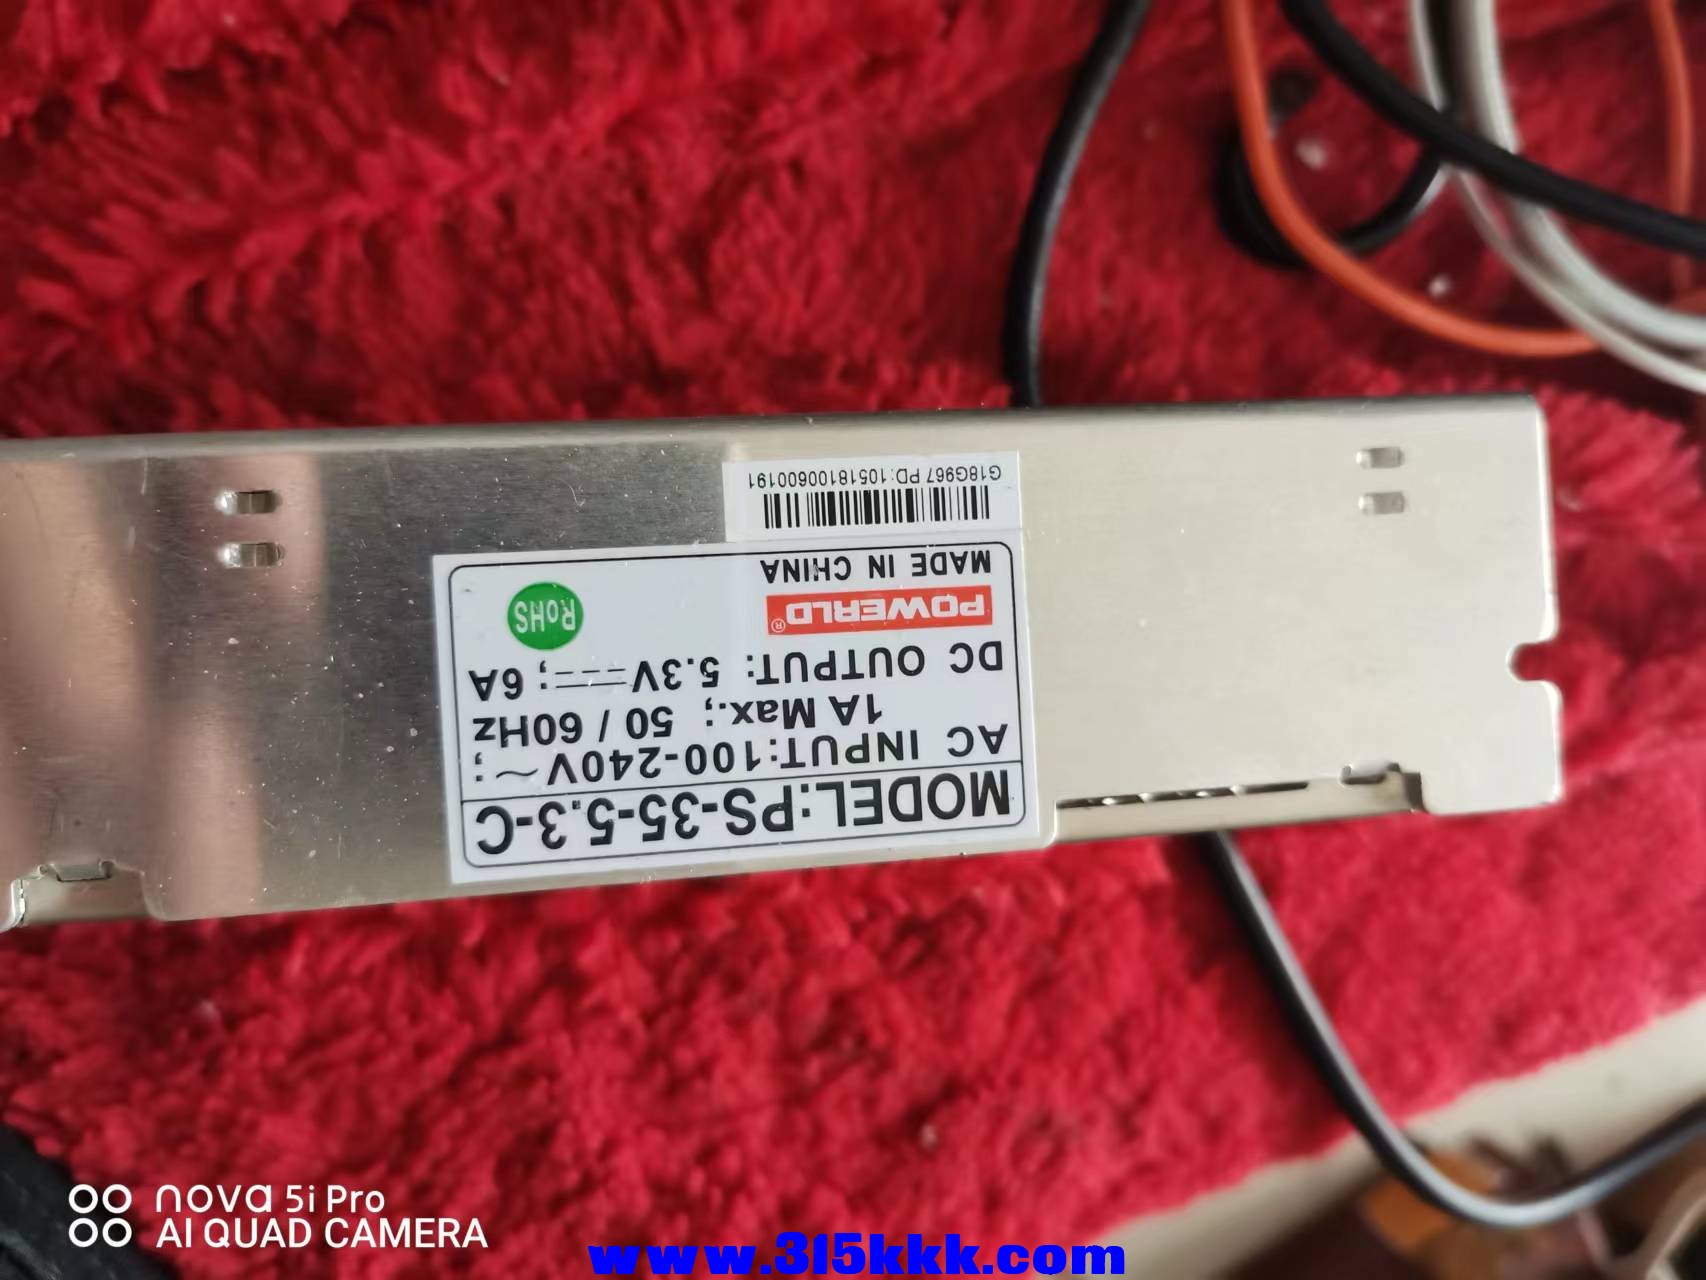 MODEL:PS-35-5.3-C
AC INPUT:100-240V～:;
1A Max.; 50 / 60Hz
DC OUTPUT: 5.3V⎓:; 6A
POWERLD®
RoHS
MADE IN CHINA
G18G967 PD:105181006000191
nova 5i Pro
AI QUAD CAMERA
www.315kkk.com